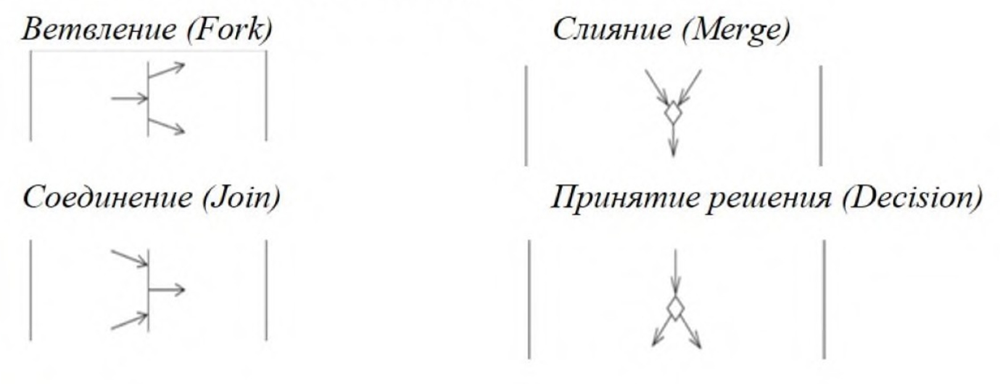 Ветвление (Fork)
Слияние (Merge)
Соединение (Join)
Принятие решения (Decision)